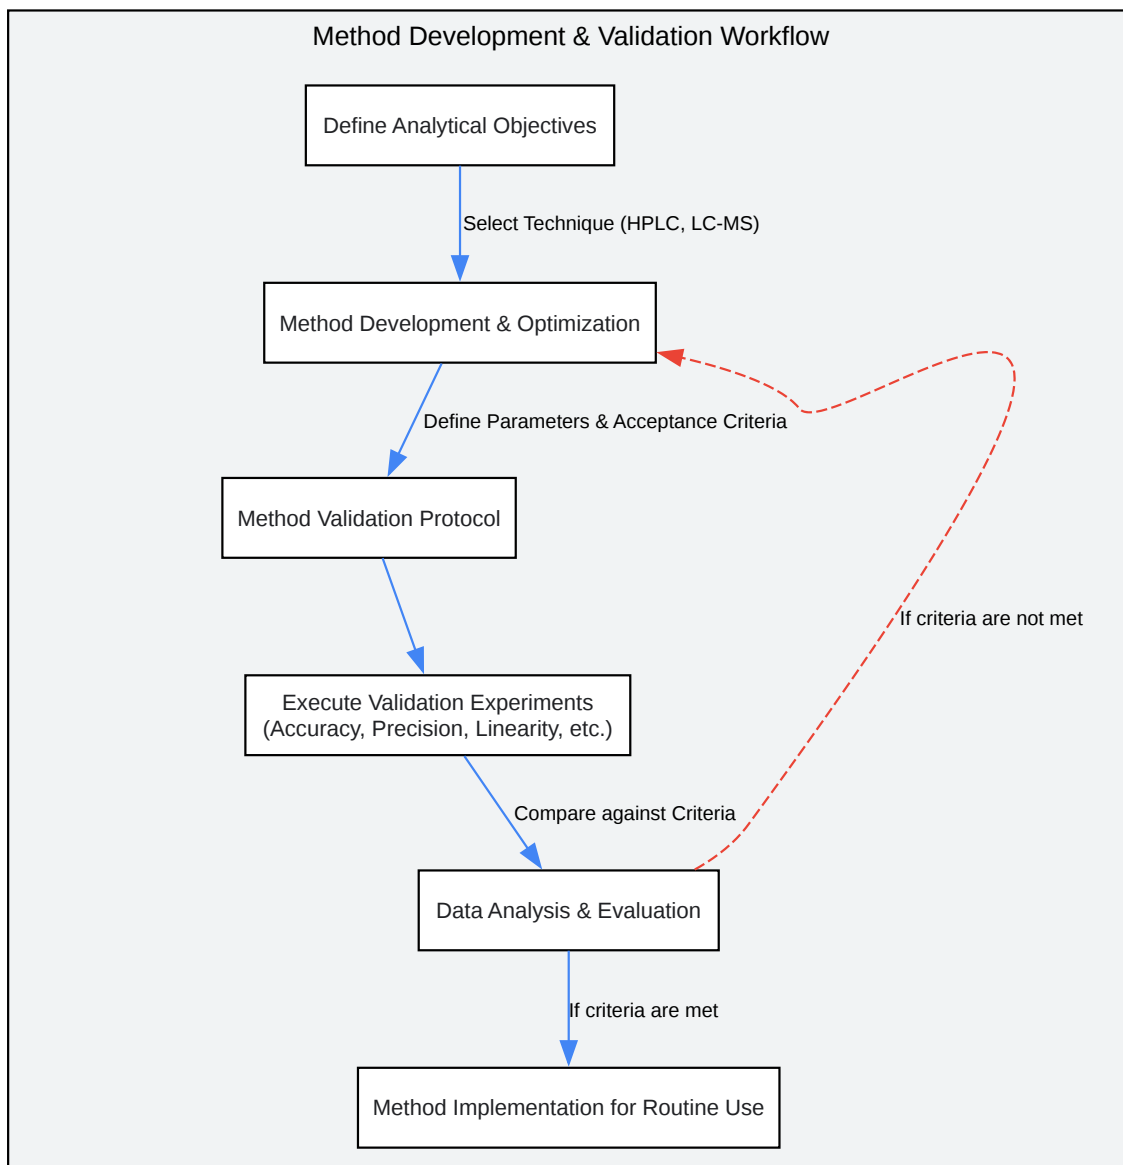 Method Development & Validation Workflow
Define Analytical Objectives
Select Technique (HPLC, LC-MS)
Method Development & Optimization
Define Parameters & Acceptance Criteria
Method Validation Protocol
If criteria are not met
Execute Validation Experiments
(Accuracy, Precision, Linearity, etc.)
Compare against Criteria
Data Analysis & Evaluation
If criteria are met
Method Implementation for Routine Use